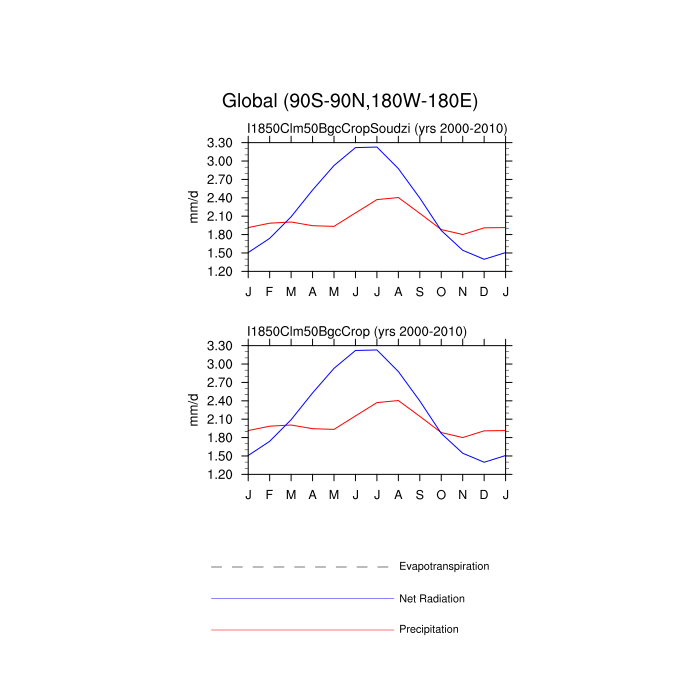 Global (90S-90N,180W-180E)
I1850Clm50BgcCropSoudzi (yrs 2000-2010)
3.30
3.00
2.70
2.40
2.10
1.80
1.50
1.20
mm/d
J F M A M J J A S O N D J
I1850Clm50BgcCrop (yrs 2000-2010)
3.30
3.00
2.70
2.40
2.10
1.80
1.50
1.20
mm/d
J F M A M J J A S O N D J
Evapotranspiration
Net Radiation
Precipitation